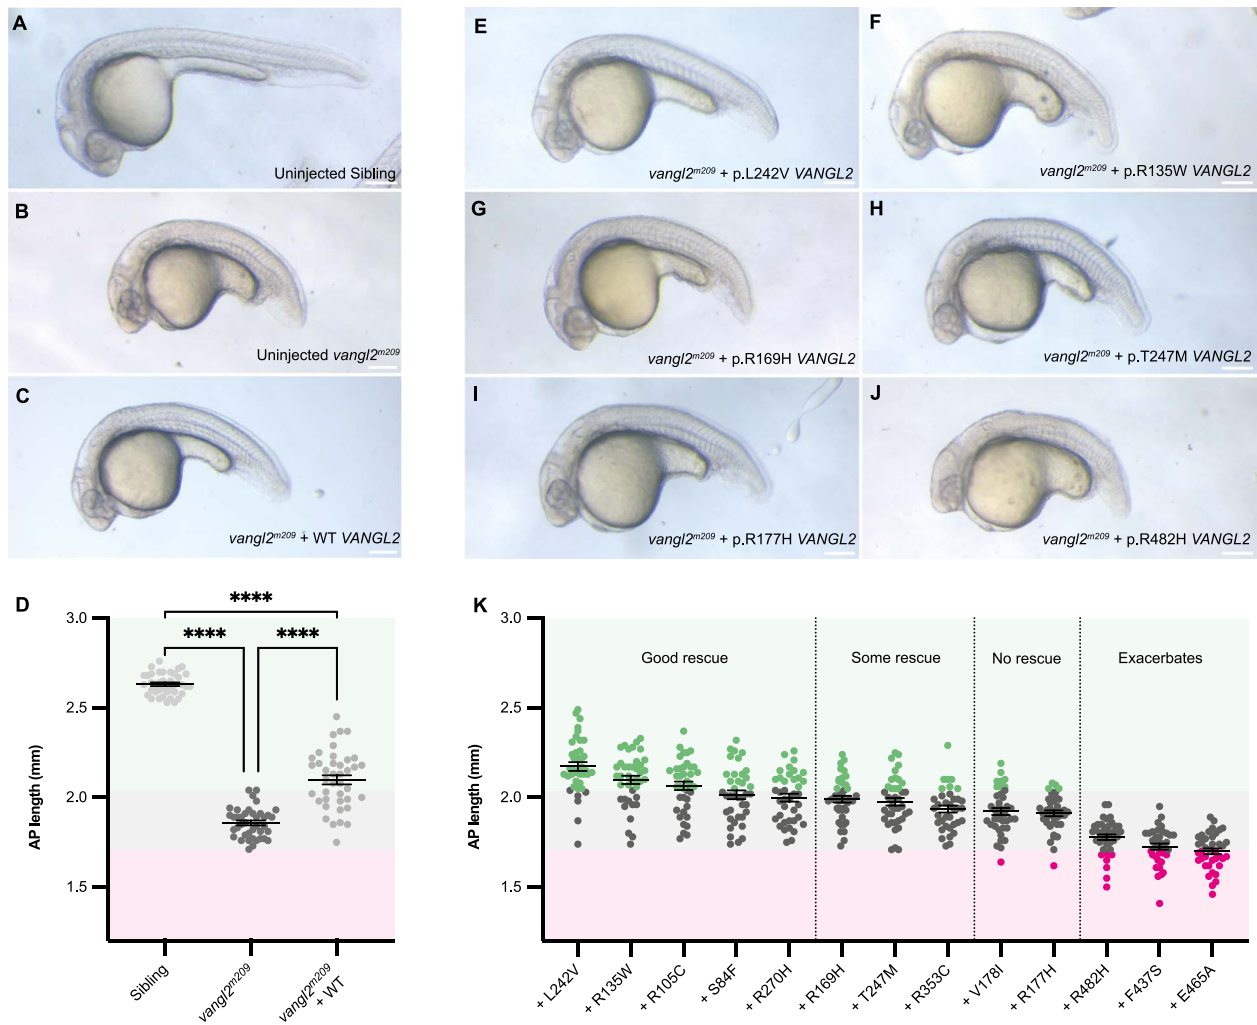 A
Uninjected Sibling
B
Uninjected vangl2m209
C
vangl2m209 + WT VANGL2
E
vangl2m209 + p.L242V VANGL2
F
vangl2m209 + p.R135W VANGL2
G
vangl2m209 + p.R169H VANGL2
H
vangl2m209 + p.T247M VANGL2
I
vangl2m209 + p.R177H VANGL2
J
vangl2m209 + p.R482H VANGL2
D
AP length (mm)
3.0
2.5
2.0
1.5
****
****
****
Sibling
vangl2m209
vangl2m209
+ WT
K
AP length (mm)
3.0
2.5
2.0
1.5
Good rescue
Some rescue
No rescue
Exacerbates
+ L242V
+ R135W
+ R105C
+ S84F
+ R270H
+ R169H
+ T247M
+ R353C
+ V178I
+ R177H
+ R482H
+ F437S
+ E465A